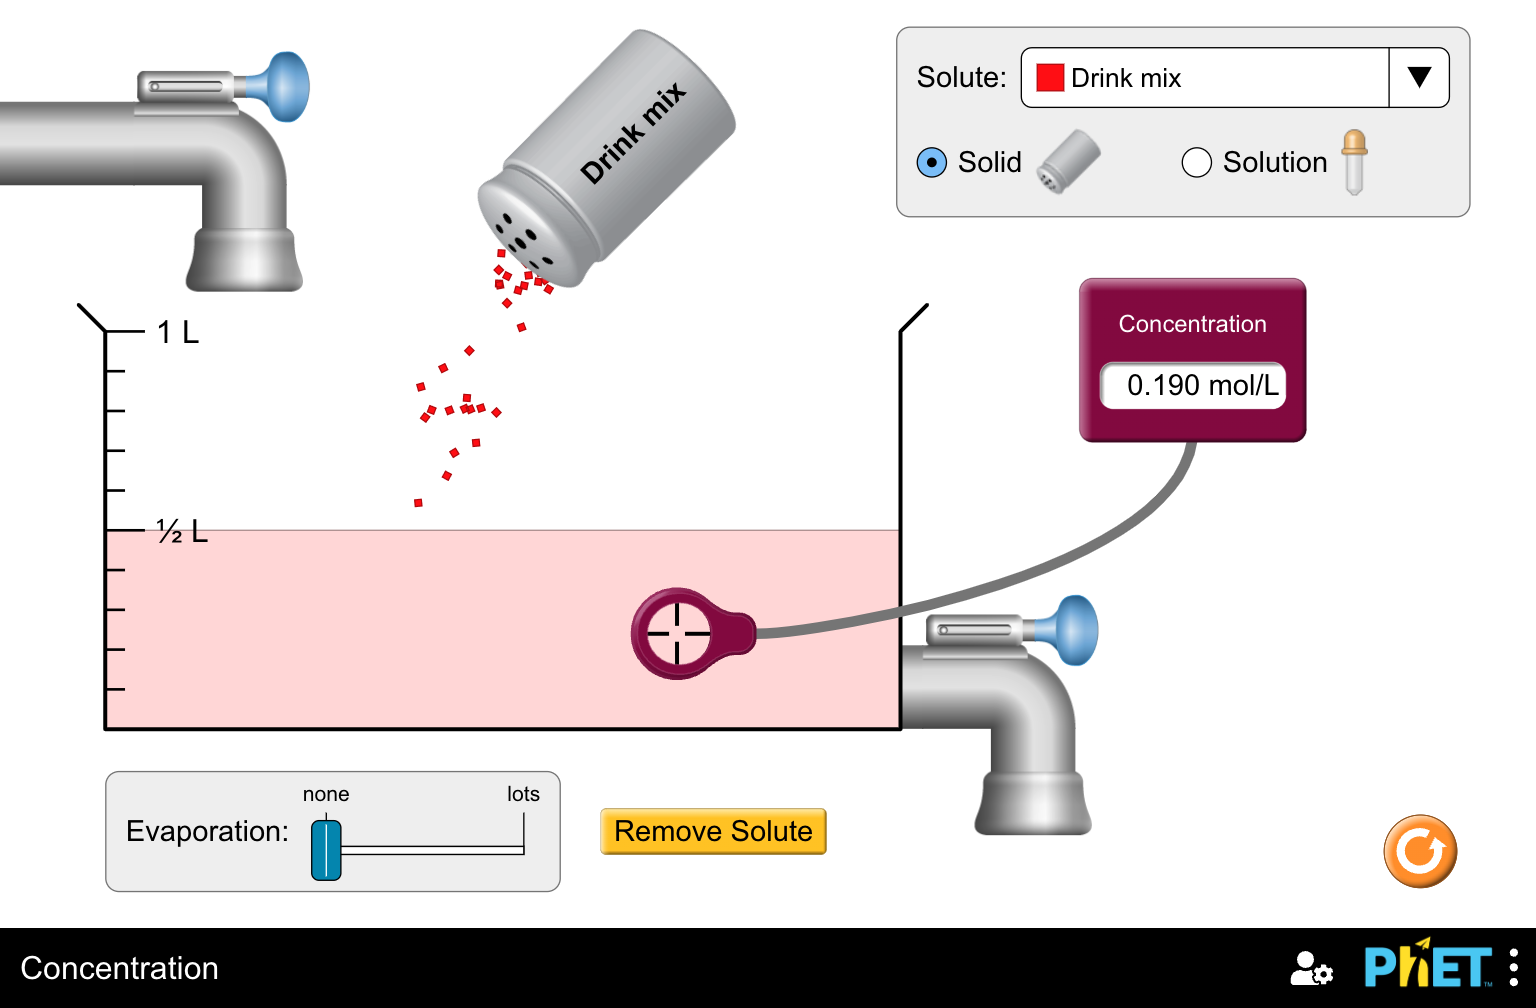 Drink mix
Solute:
Drink mix
Solid
Solution
1 L
Concentration
0.190 mol/L
½ L
none
lots
Evaporation:
Remove Solute
Concentration
PhET™